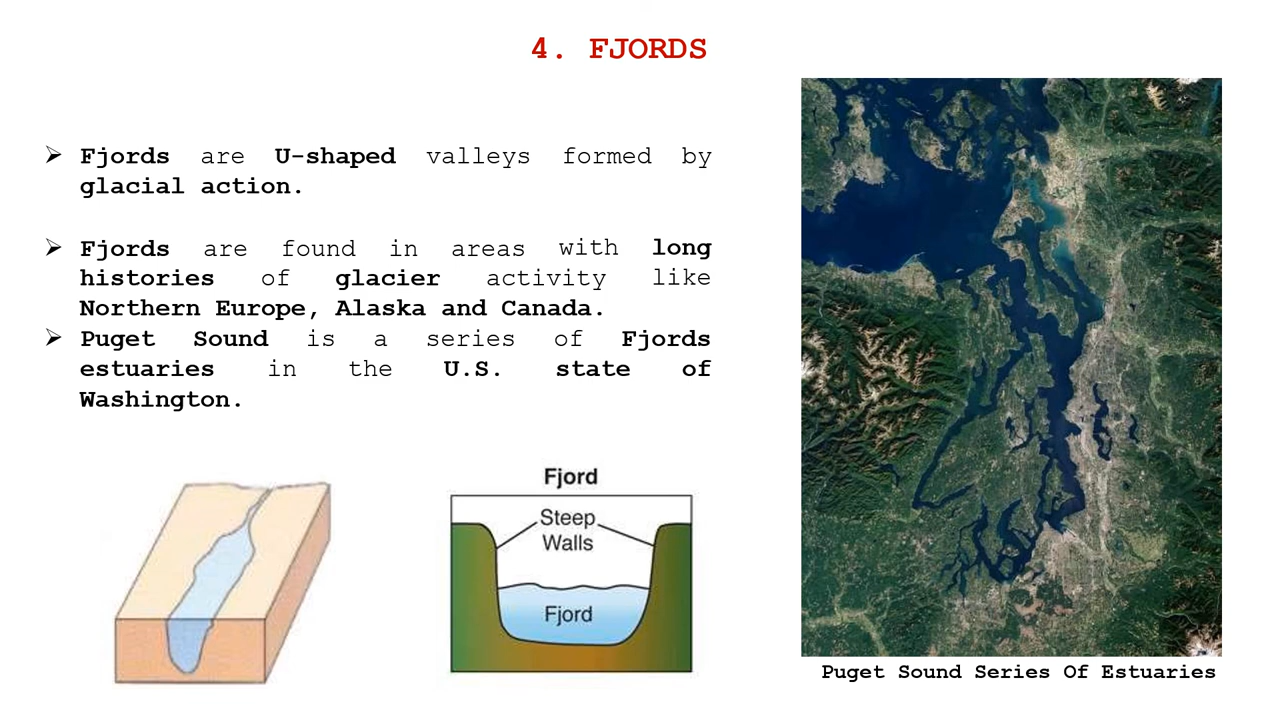 4. FJORDS
➢ Fjords are U-shaped valleys formed by
glacial action.
➢ Fjords are found in areas with long
histories of glacier activity like
Northern Europe, Alaska and Canada.
➢ Puget Sound is a series of Fjords
estuaries in the U.S. state of
Washington.
Fjord
Steep
Walls
Fjord
Puget Sound Series Of Estuaries